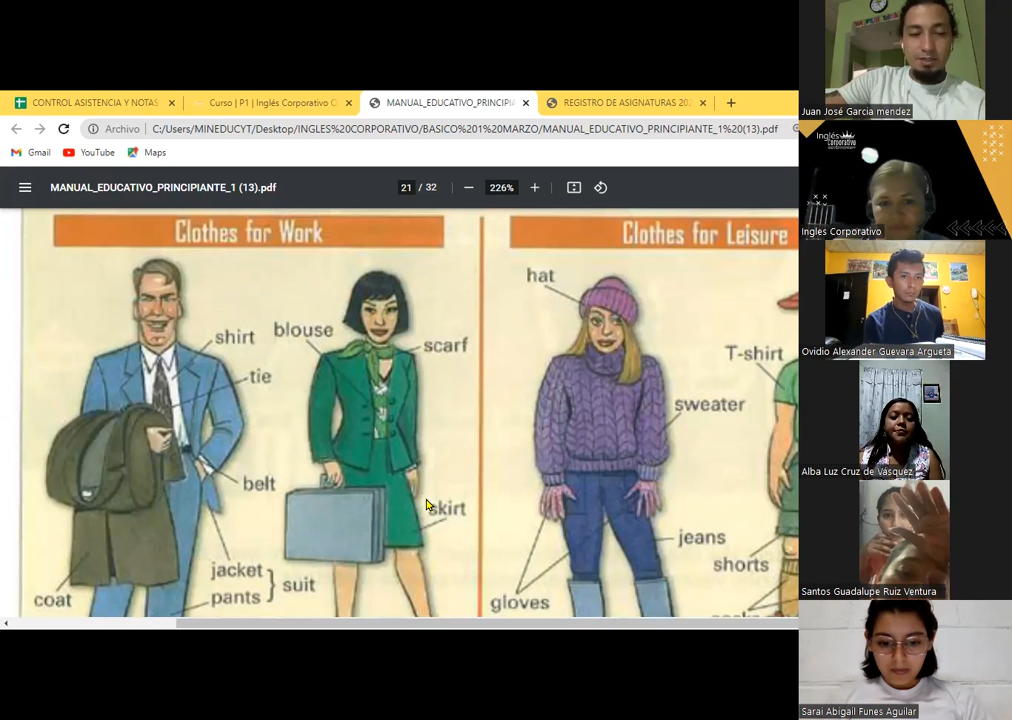 CONTROL ASISTENCIA Y NOTAS
Curso | P1 | Inglés Corporativo
MANUAL_EDUCATIVO_PRINCIPI
REGISTRO DE ASIGNATURAS 202
Archivo
C:/Users/MINEDUCYT/Desktop/INGLES%20CORPORATIVO/BASICO%201%20MARZO/MANUAL_EDUCATIVO_PRINCIPIANTE_1%20(13).pdf
Gmail
YouTube
Maps
MANUAL_EDUCATIVO_PRINCIPIANTE_1 (13).pdf
21 / 32
226%
Clothes for Work
Clothes for Leisure
shirt
blouse
scarf
tie
belt
skirt
jacket
pants
suit
coat
hat
T-shirt
sweater
jeans
shorts
gloves
Juan José Garcia mendez
Inglés
Corporativo
Ingles Corporativo
Ovidio Alexander Guevara Argueta
Alba Luz Cruz de Vásquez
Santos Guadalupe Ruiz Ventura
Sarai Abigail Funes Aguilar